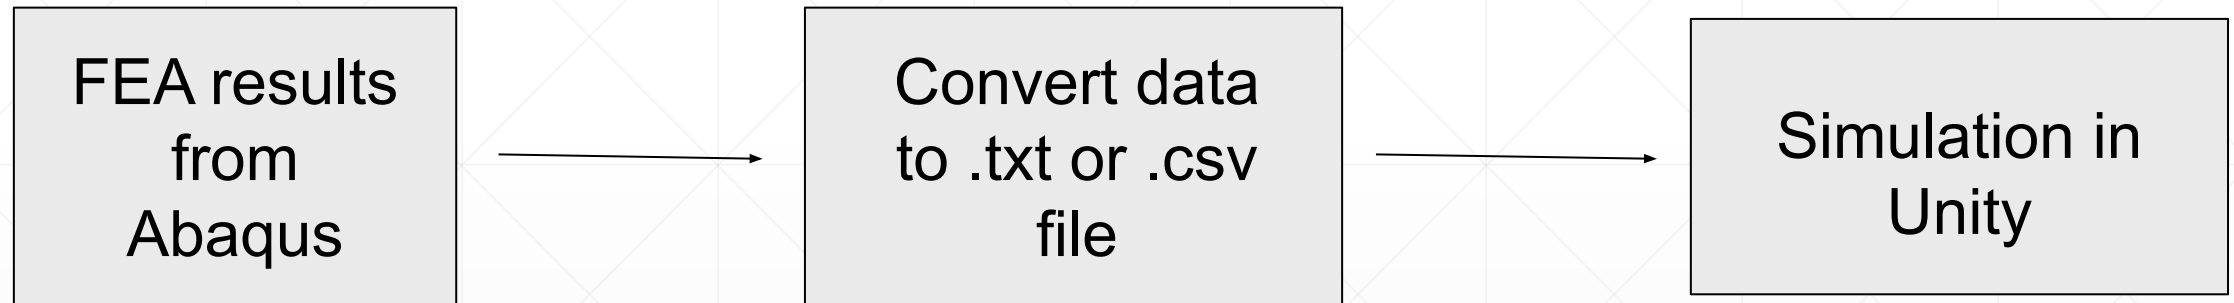 FEA results
from
Abaqus
Convert data
to .txt or .csv
file
Simulation in
Unity